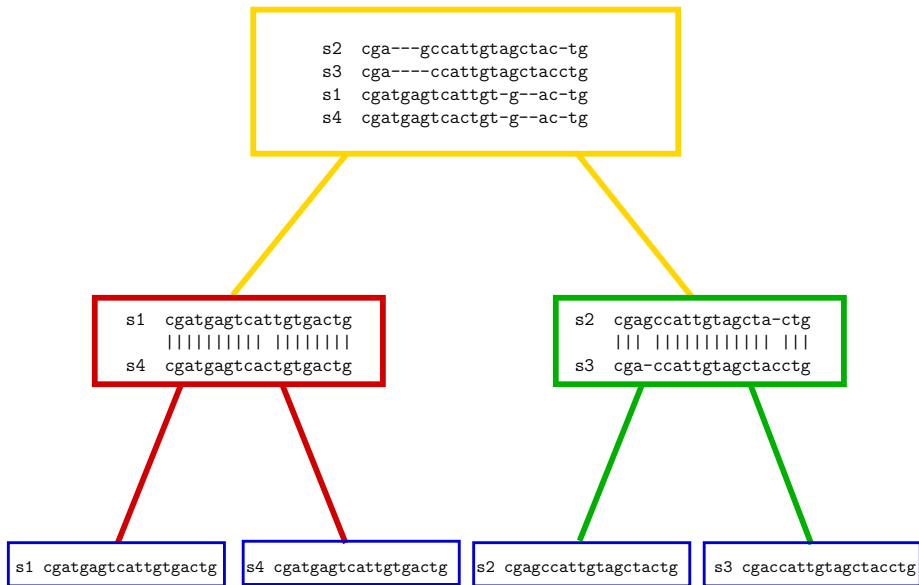 s2 cga---gccattgtagctac-tg
s3 cga----ccattgtagctacctg
s1 cgatgagtcattgt-g--ac-tg
s4 cgatgagtcactgt-g--ac-tg
s1 cgatgagtcattgtgactg
|||||||||| ||||||||
s4 cgatgagtcactgtgactg
s2 cgagccattgtagcta-ctg
||| |||||||||||| |||
s3 cga-ccattgtagctacctg
s1 cgatgagtcattgtgactg
s4 cgatgagtcattgtgactg
s2 cgagccattgtagctactg
s3 cgaccattgtagctacctg